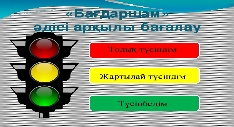 «Бағдаршам»
әдісі арқылы бағалау
Толық түсіндім
Жартылай түсіндім
Түсінбедім